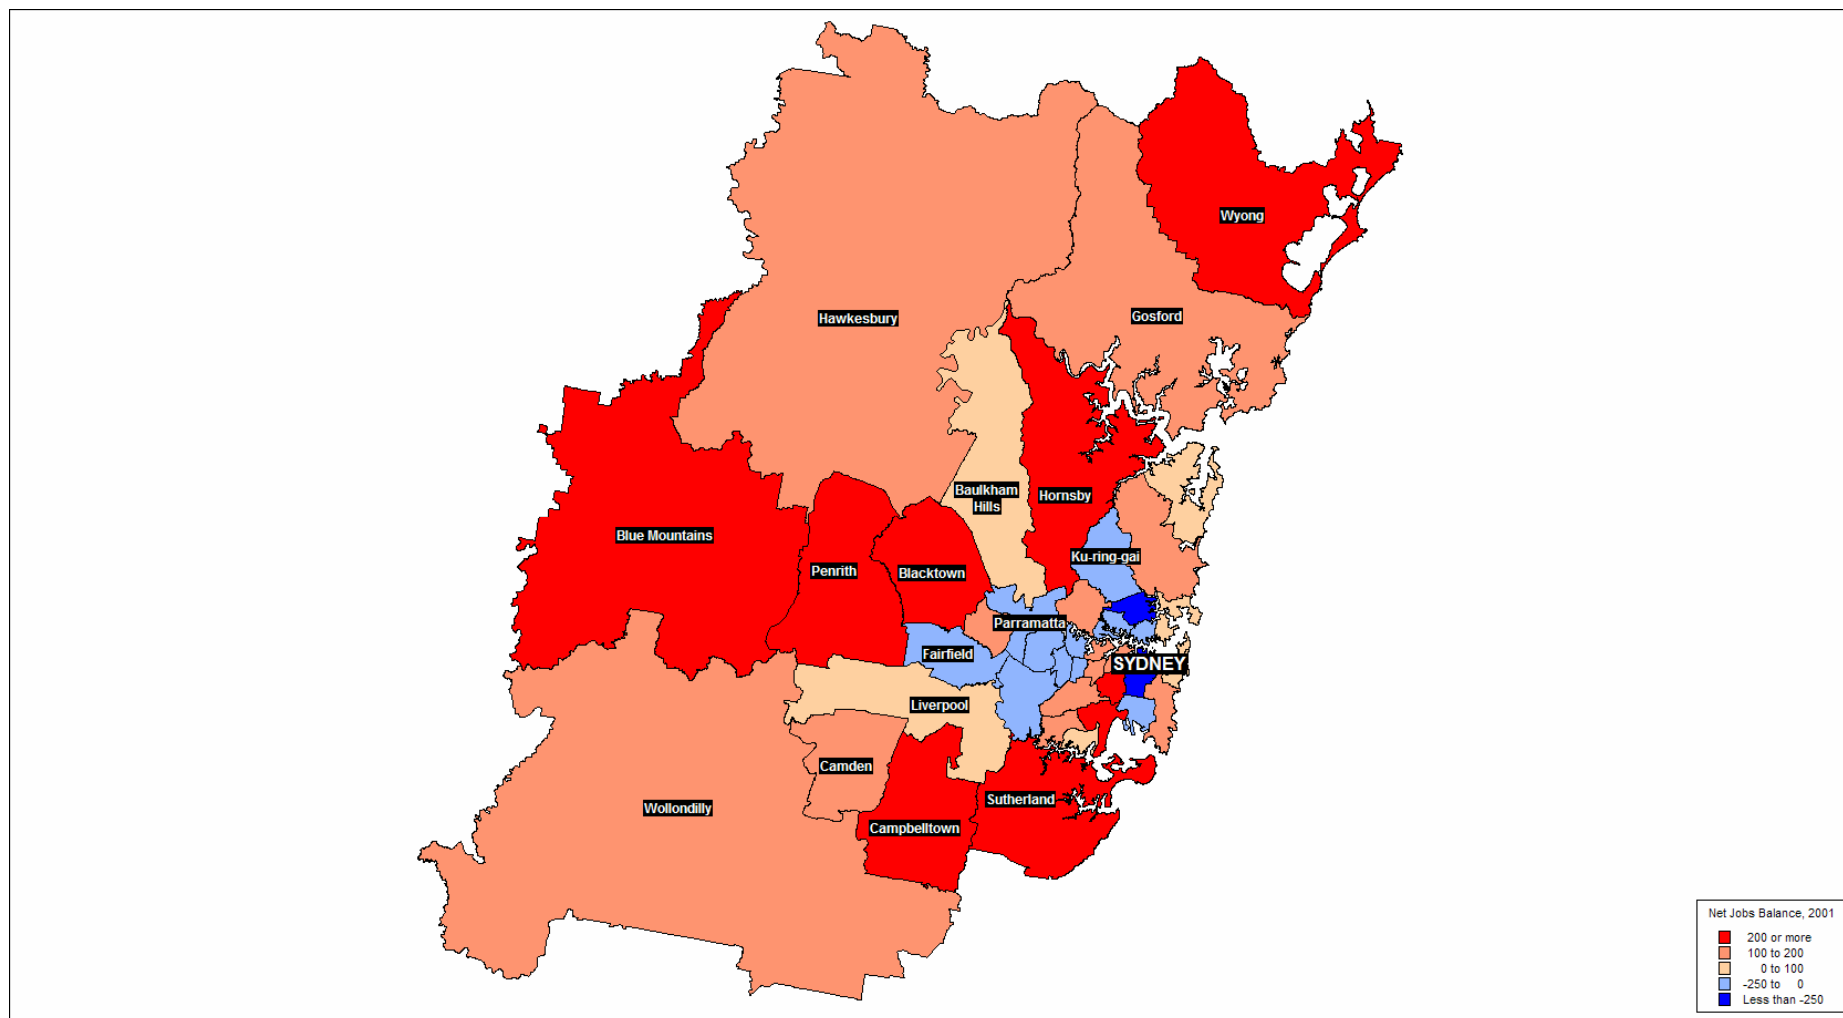 Wyong
Hawkesbury
Gosford
Baulkham
Hills
Hornsby
Blue Mountains
Ku-ring-gai
Penrith
Blacktown
Parramatta
Fairfield
SYDNEY
Liverpool
Camden
Sutherland
Wollondilly
Campbelltown
Net Jobs Balance, 2001
200 or more
100 to 200
0 to 100
-250 to 0
Less than -250